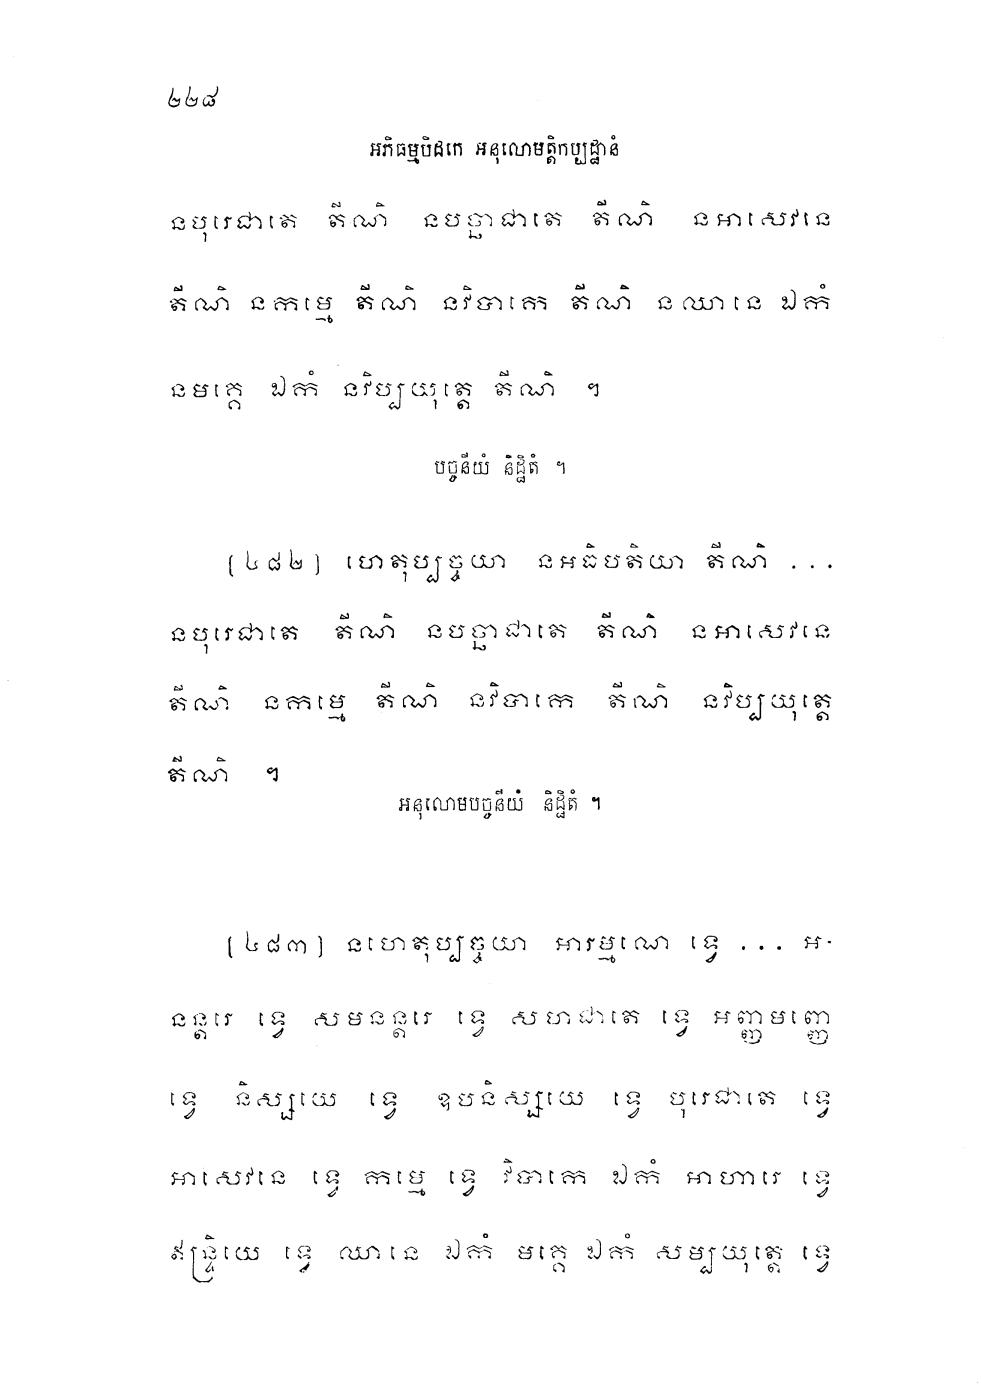 ២២៨
អភិធម្មបិដកេ អនុលោមត្តិកប្បដ្ឋានំ
នបុរេជាតេ តីណិ នបច្ឆាជាតេ តីណិ នអាសេវនេ
តីណិ នកម្មេ តីណិ នវិបាកេ តីណិ នឈានេ ឯកំ
នមគ្គេ ឯកំ នវិប្បយុត្តេ តីណិ ។
បច្ចនីយំ និដ្ឋិតំ ។
[៤៨២] ហេតុប្បច្ចយា នអធិបតិយា តីណិ ...
នបុរេជាតេ តីណិ នបច្ឆាជាតេ តីណិ នអាសេវនេ
តីណិ នកម្មេ តីណិ នវិបាកេ តីណិ នវិប្បយុត្តេ
តីណិ ។
អនុលោមបច្ចនីយំ និដ្ឋិតំ ។
[៤៨៣] នហេតុប្បច្ចយា អារម្មណេ ទ្វេ ... អ-
នន្តរេ ទ្វេ សមនន្តរេ ទ្វេ សហជាតេ ទ្វេ អញ្ញមញ្ញេ
ទ្វេ និស្សយេ ទ្វេ ឧបនិស្សយេ ទ្វេ បុរេជាតេ ទ្វេ
អាសេវនេ ទ្វេ កម្មេ ទ្វេ វិបាកេ ឯកំ អាហារេ ទ្វេ
ឥន្ទ្រិយេ ទ្វេ ឈានេ ឯកំ មគ្គេ ឯកំ សម្បយុត្តេ ទ្វេ